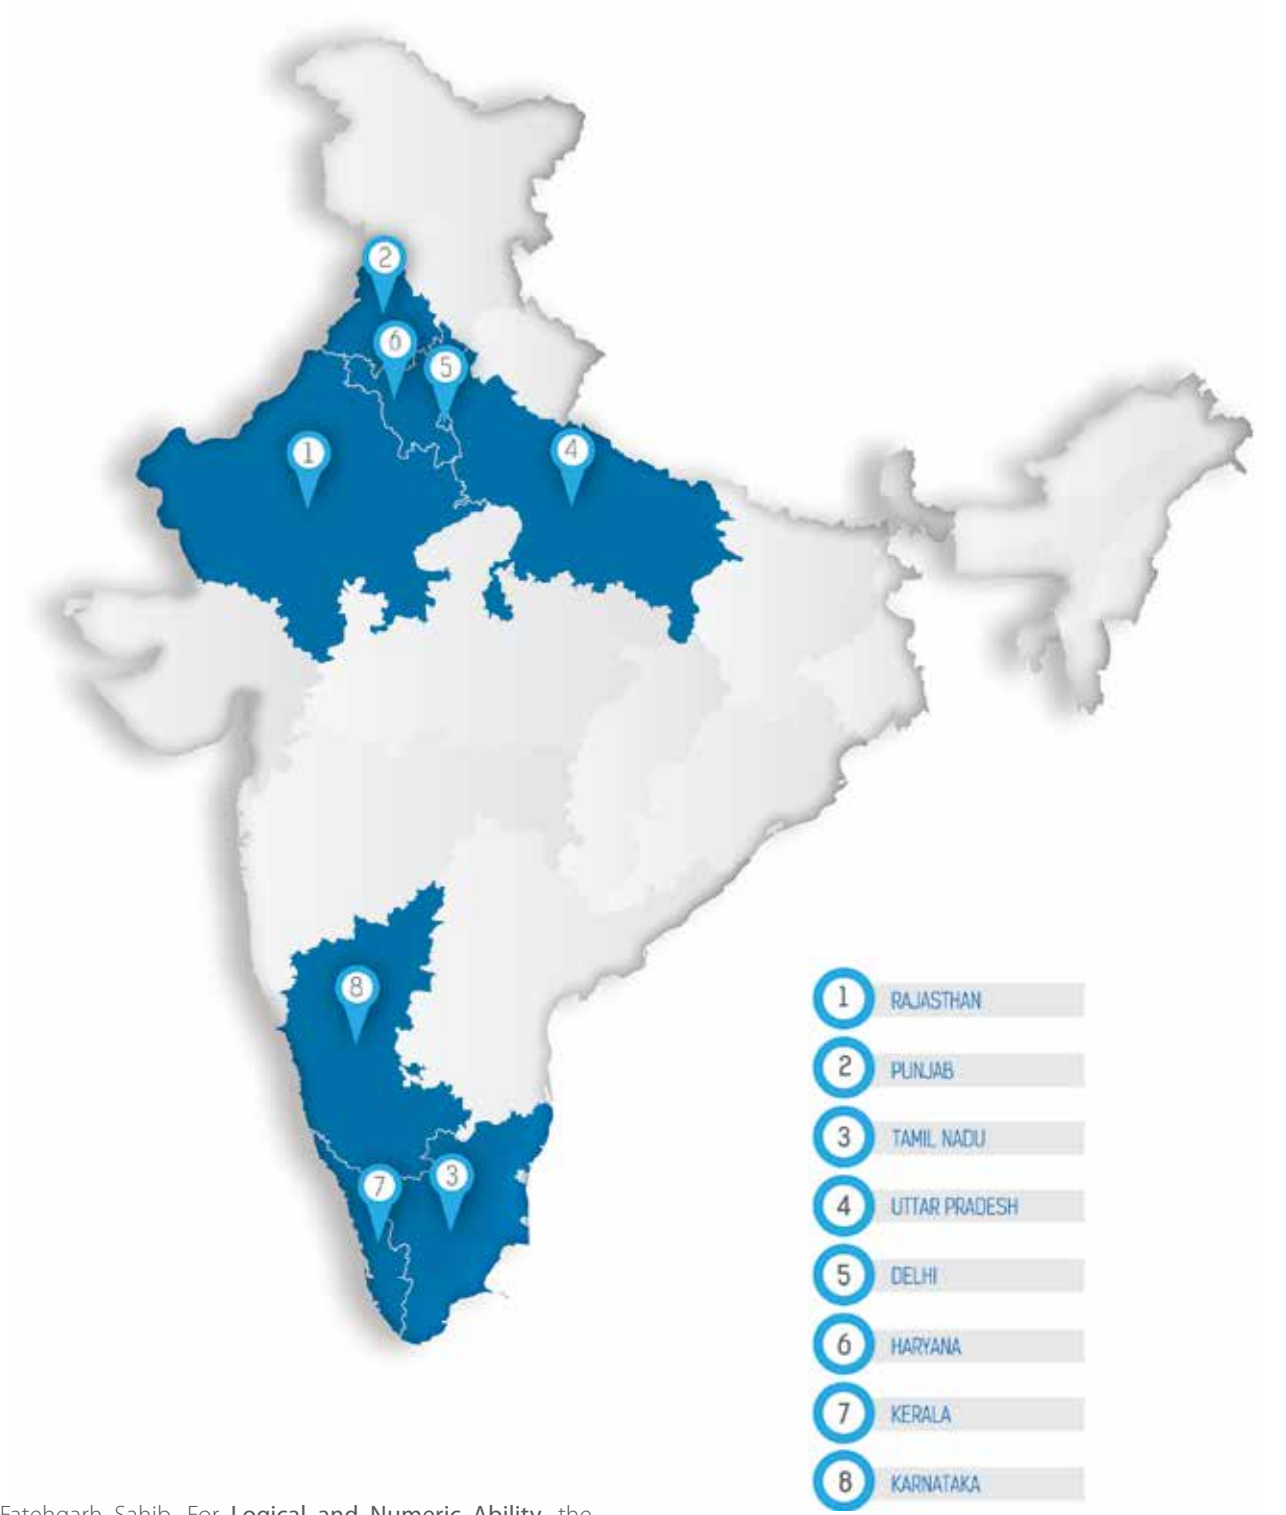 2
6
5
1
4
8
7
3
1 RAJASTHAN
2 PUNJAB
3 TAMIL NADU
4 UTTAR PRADESH
5 DELHI
6 HARYANA
7 KERALA
8 KARNATAKA
Fatehgarh Sahib. For Logical and Numeric Ability, the